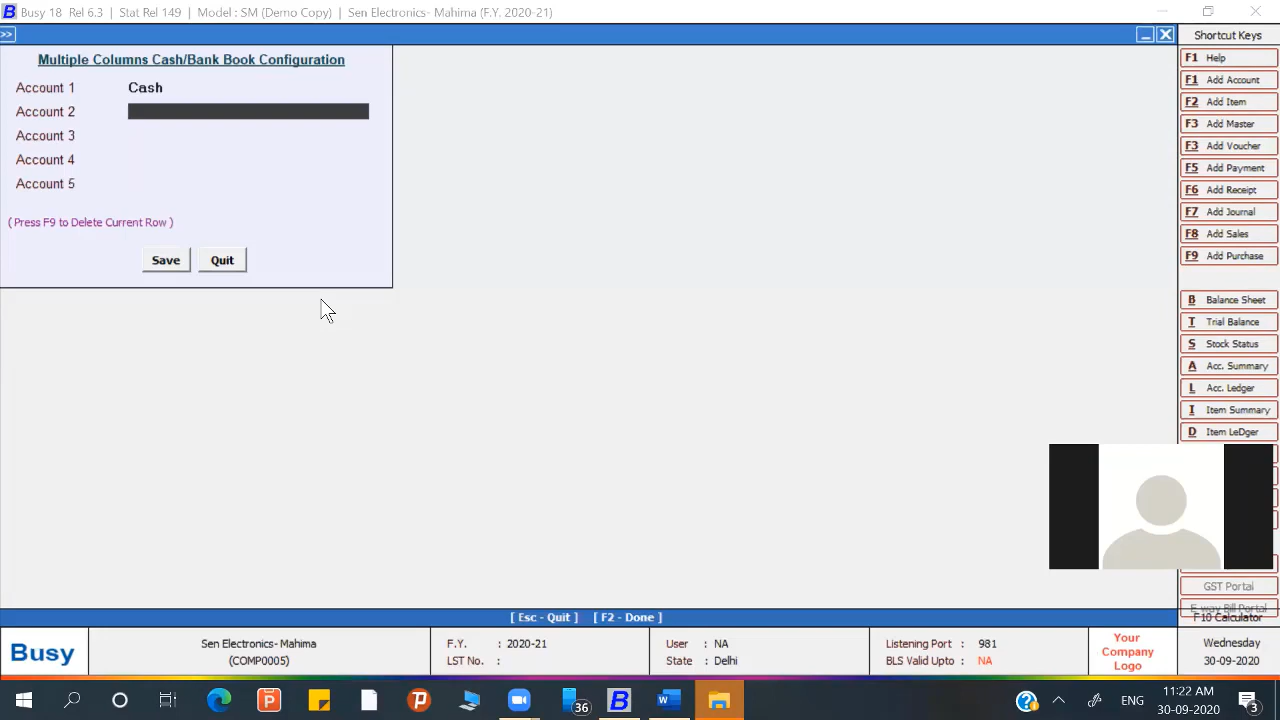 Busy 18 Rel 6.3 | Stat Rel 149 | Model : SM (Demo Copy) | Sen Electronics- Mahima (F.Y. 2020-21)
>>
Multiple Columns Cash/Bank Book Configuration
Account 1 Cash
Account 2
Account 3
Account 4
Account 5
( Press F9 to Delete Current Row )
Save Quit
Shortcut Keys
F1 Help
F1 Add Account
F2 Add Item
F3 Add Master
F3 Add Voucher
F5 Add Payment
F6 Add Receipt
F7 Add Journal
F8 Add Sales
F9 Add Purchase
B Balance Sheet
T Trial Balance
S Stock Status
A Acc. Summary
L Acc. Ledger
I Item Summary
D Item LeDger
GST Portal
E-way Bill Portal
F10 Calculator
[ Esc - Quit ] [ F2 - Done ]
Busy
Sen Electronics- Mahima
(COMP0005)
F.Y. : 2020-21
LST No. :
User : NA
State : Delhi
Listening Port : 981
BLS Valid Upto : NA
Your
Company
Logo
Wednesday
30-09-2020
36
ENG
11:22 AM
30-09-2020
3